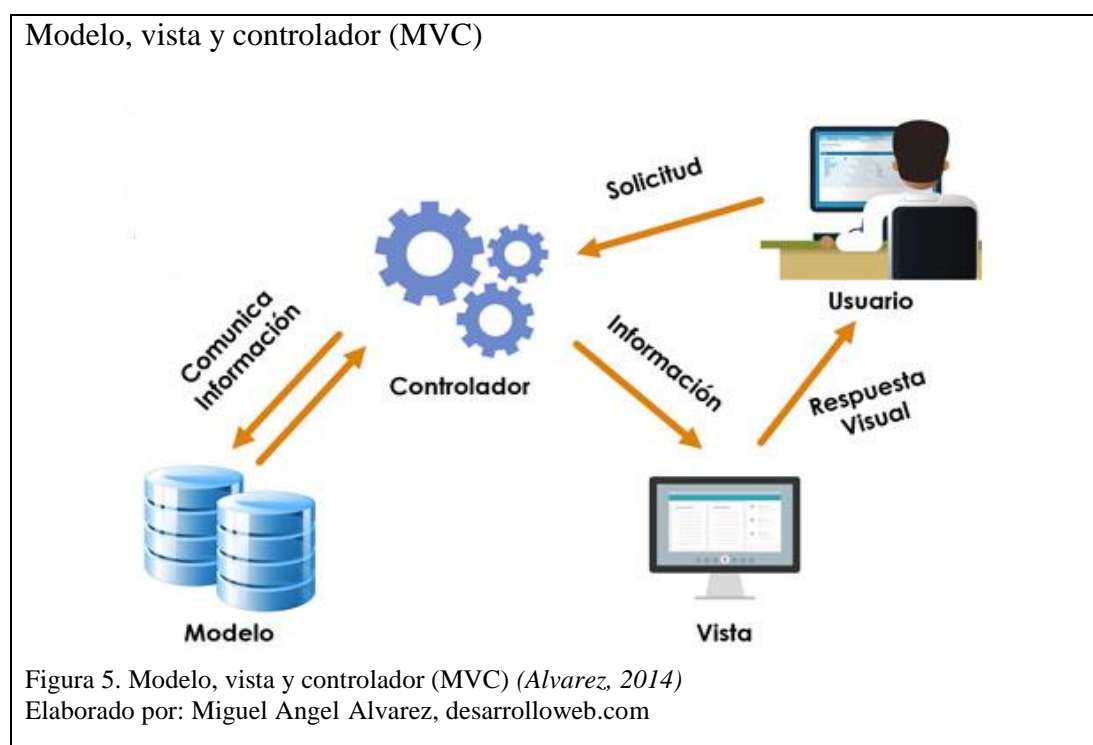 Modelo, vista y controlador (MVC)
Solicitud
Usuario
Comunica
Información
Controlador
Información
Respuesta
Visual
Modelo
Vista
Figura 5. Modelo, vista y controlador (MVC) (Alvarez, 2014)
Elaborado por: Miguel Angel Alvarez, desarrolloweb.com